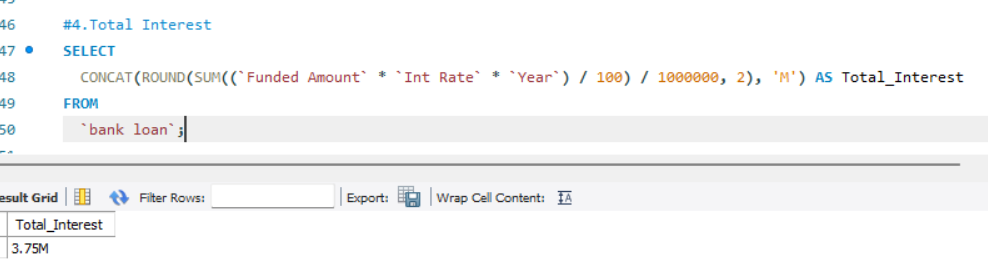 46 #4.Total Interest
47 SELECT
48 CONCAT(ROUND(SUM((`Funded Amount` * `Int Rate` * `Year`) / 100) / 1000000, 2), 'M') AS Total_Interest
49 FROM
50 `bank loan`;
esult Grid Filter Rows: Export: Wrap Cell Content: IA
Total_Interest
3.75M